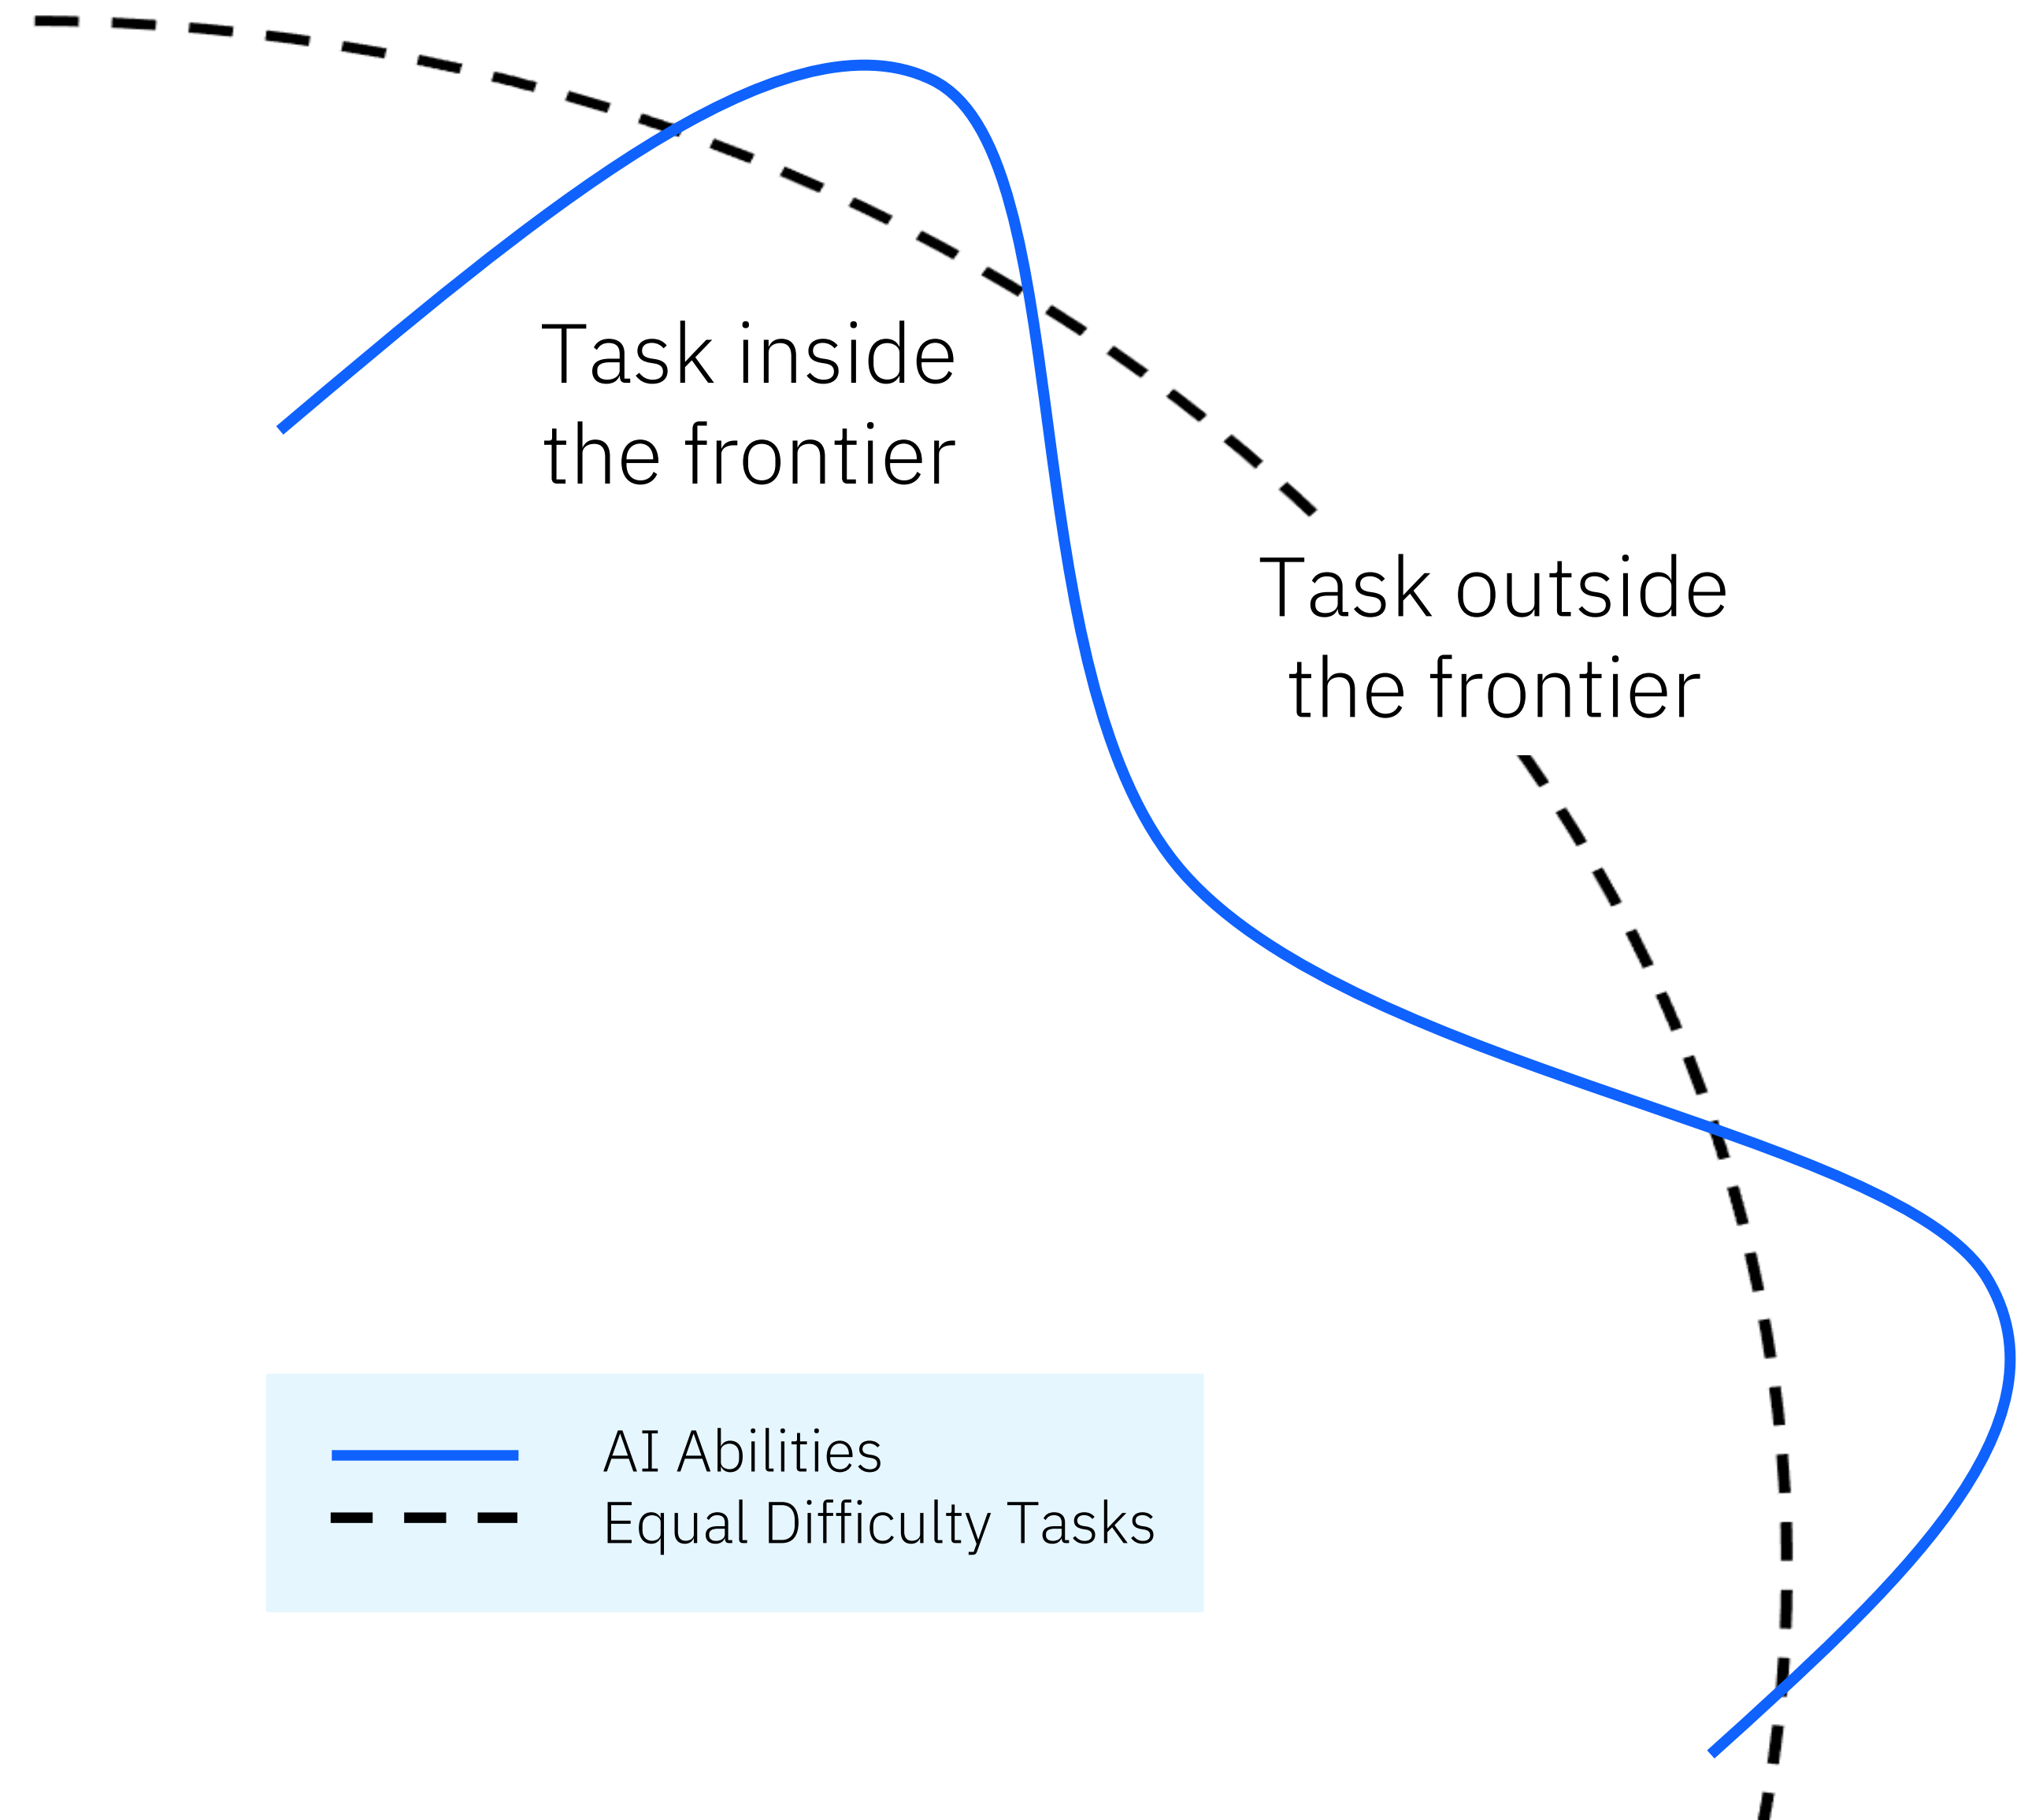 Task inside
the frontier
Task outside
the frontier
AI Abilities
Equal Difficulty Tasks